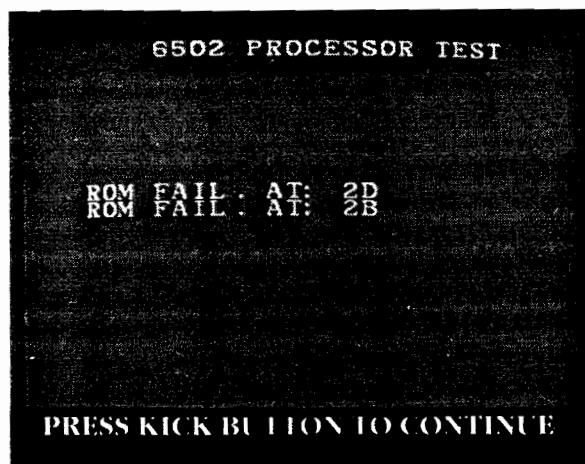 6502 PROCESSOR TEST
ROM FAIL. AT: 2D
ROM FAIL: AT: 2B
PRESS KICK BUTTON TO CONTINUE